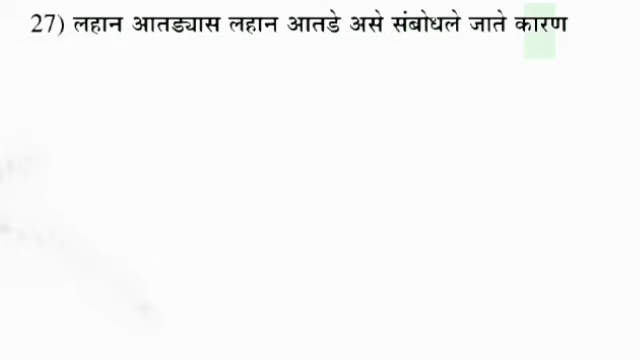 27) लहान आतड्यास लहान आतडे असे संबोधले जाते कारण